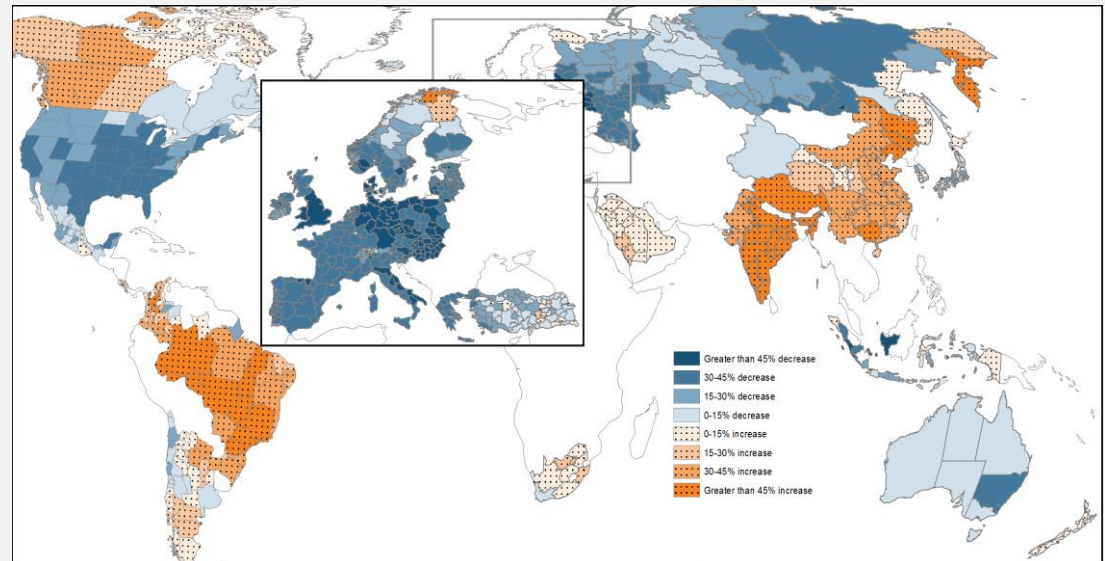 Greater than 45% decrease
30-45% decrease
15-30% decrease
0-15% decrease
0-15% increase
15-30% increase
30-45% increase
Greater than 45% increase